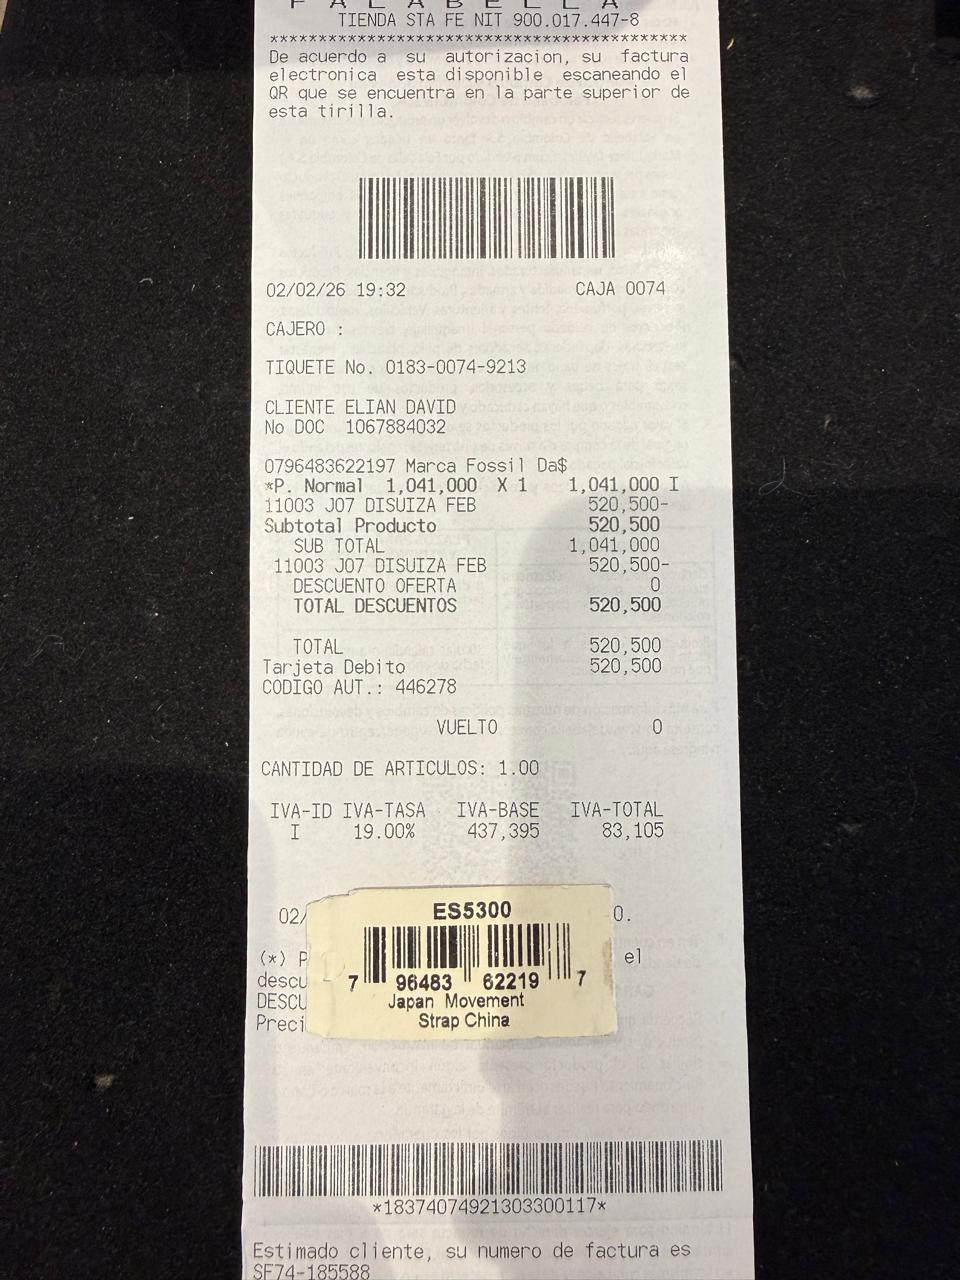 FALABELLA
TIENDA STA FE NIT 900.017.447-8
******************************************
De acuerdo a su autorizacion, su factura
electronica esta disponible escaneando el
QR que se encuentra en la parte superior de
esta tirilla.
02/02/26 19:32 CAJA 0074
CAJERO :
TIQUETE No. 0183-0074-9213
CLIENTE ELIAN DAVID
No DOC 1067884032
0796483622197 Marca Fossil Da$
*P. Normal 1,041,000 X 1 1,041,000 I
11003 J07 DISUIZA FEB 520,500-
Subtotal Producto 520,500
SUB TOTAL 1,041,000
11003 J07 DISUIZA FEB 520,500-
DESCUENTO OFERTA 0
TOTAL DESCUENTOS 520,500
TOTAL 520,500
Tarjeta Debito 520,500
CODIGO AUT.: 446278
VUELTO 0
CANTIDAD DE ARTICULOS: 1.00
IVA-ID IVA-TASA IVA-BASE IVA-TOTAL
I 19.00% 437,395 83,105
02/ 0.
ES5300
7 96483 62219 7
Japan Movement
Strap China
(*) P el
descu
DESCU
Preci
*18374074921303300117*
Estimado cliente, su numero de factura es
SF74-185588